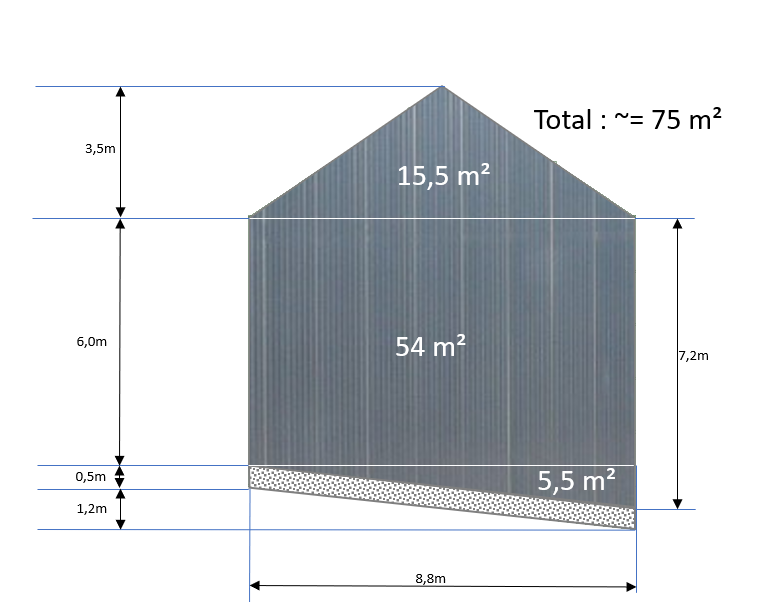 Total : ~= 75 m²
3,5m
15,5 m²
6,0m
54 m²
7,2m
0,5m
5,5 m²
1,2m
8,8m